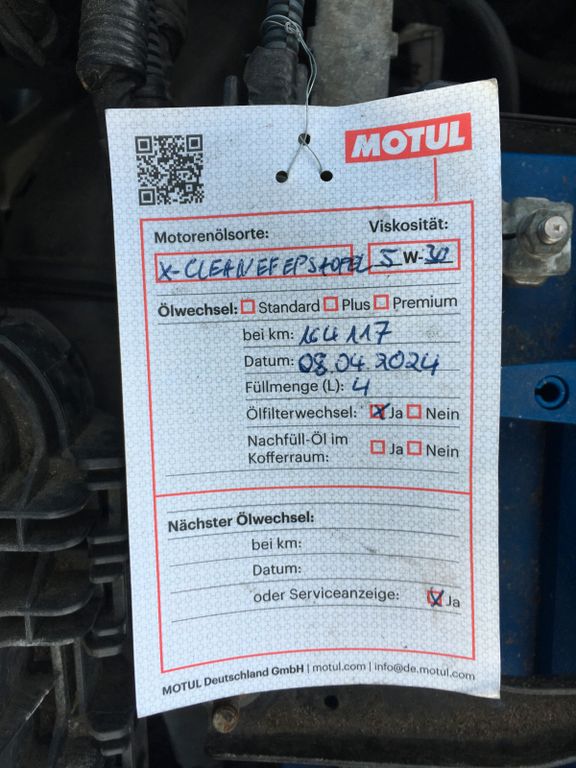 MOTUL
Motorenölsorte: Viskosität:
X-CLEAN EFE 5 W-30
Ölwechsel: Standard Plus Premium
bei km: 164 117
Datum: 08.04.2024
Füllmenge (L): 4
Ölfilterwechsel: X Ja Nein
Nachfüll-Öl im
Kofferraum: Ja Nein
Nächster Ölwechsel:
bei km:
Datum:
oder Serviceanzeige: X Ja
MOTUL Deutschland GmbH | motul.com | info@de.motul.com